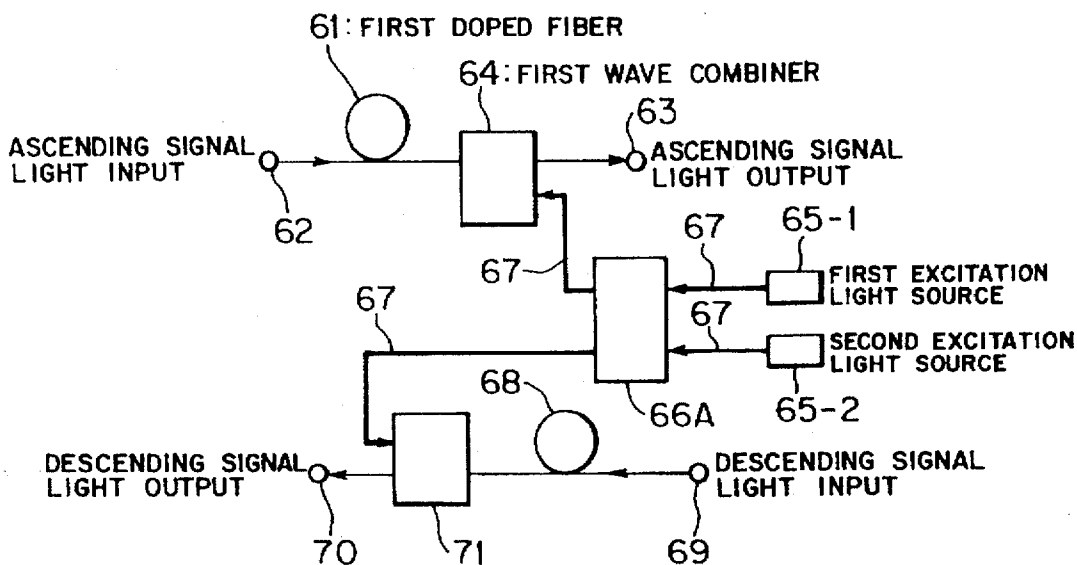 61: FIRST DOPED FIBER
64: FIRST WAVE COMBINER
63
ASCENDING SIGNAL
LIGHT INPUT
ASCENDING SIGNAL
LIGHT OUTPUT
62
67
67
65-1
FIRST EXCITATION
LIGHT SOURCE
67
67
SECOND EXCITATION
LIGHT SOURCE
68
66A
65-2
DESCENDING SIGNAL
LIGHT OUTPUT
DESCENDING SIGNAL
LIGHT INPUT
70
71
69